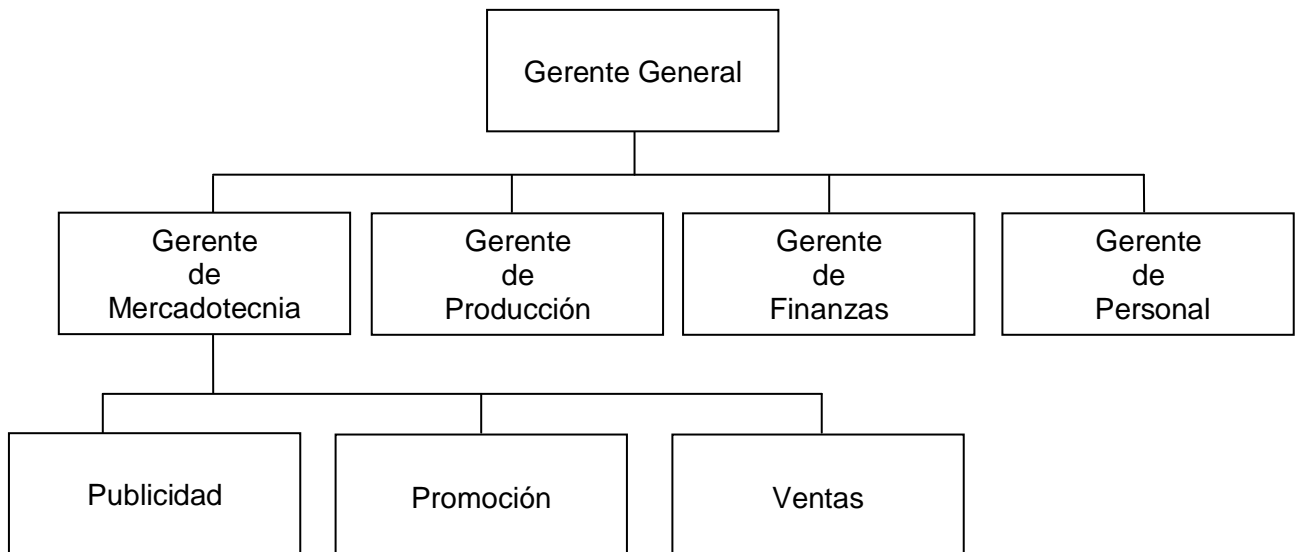 Gerente General
Gerente
de
Mercadotecnia
Gerente
de
Producción
Gerente
de
Finanzas
Gerente
de
Personal
Publicidad
Promoción
Ventas